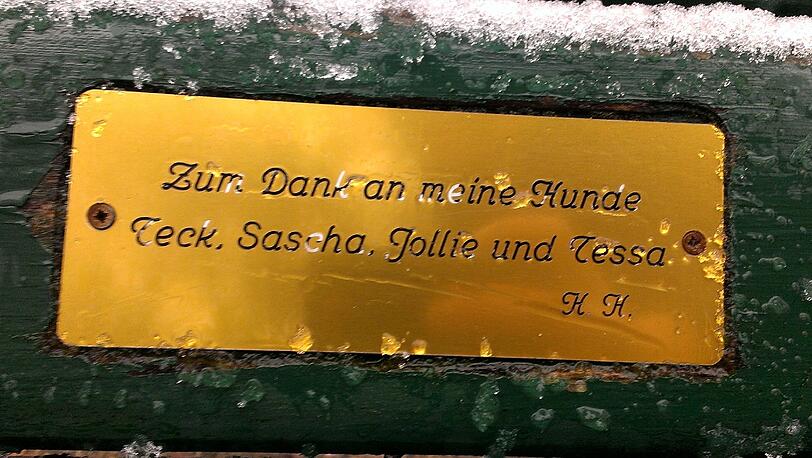 Zum Dank an meine Hunde
Teck, Sascha, Jollie und Tessa
H. H.